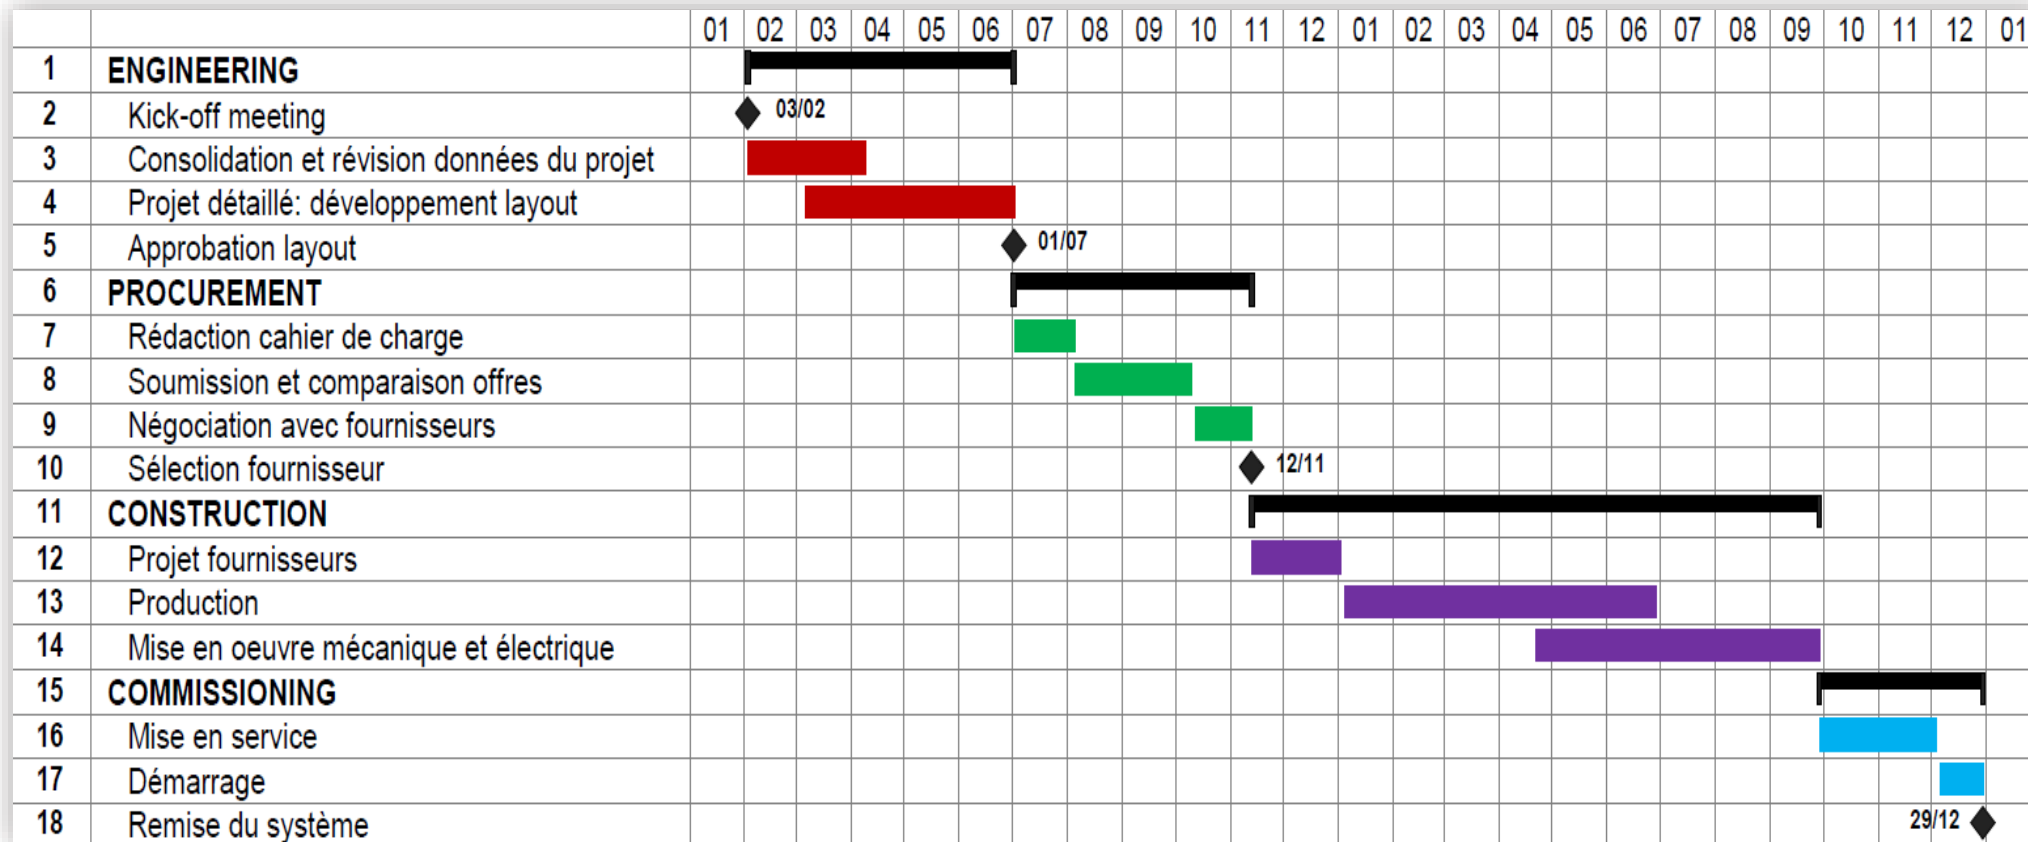 01 02 03 04 05 06 07 08 09 10 11 12 01 02 03 04 05 06 07 08 09 10 11 12 01
1 ENGINEERING
2 Kick-off meeting 03/02
3 Consolidation et révision données du projet
4 Projet détaillé: développement layout
5 Approbation layout 01/07
6 PROCUREMENT
7 Rédaction cahier de charge
8 Soumission et comparaison offres
9 Négociation avec fournisseurs
10 Sélection fournisseur 12/11
11 CONSTRUCTION
12 Projet fournisseurs
13 Production
14 Mise en oeuvre mécanique et électrique
15 COMMISSIONING
16 Mise en service
17 Démarrage
18 Remise du système 29/12